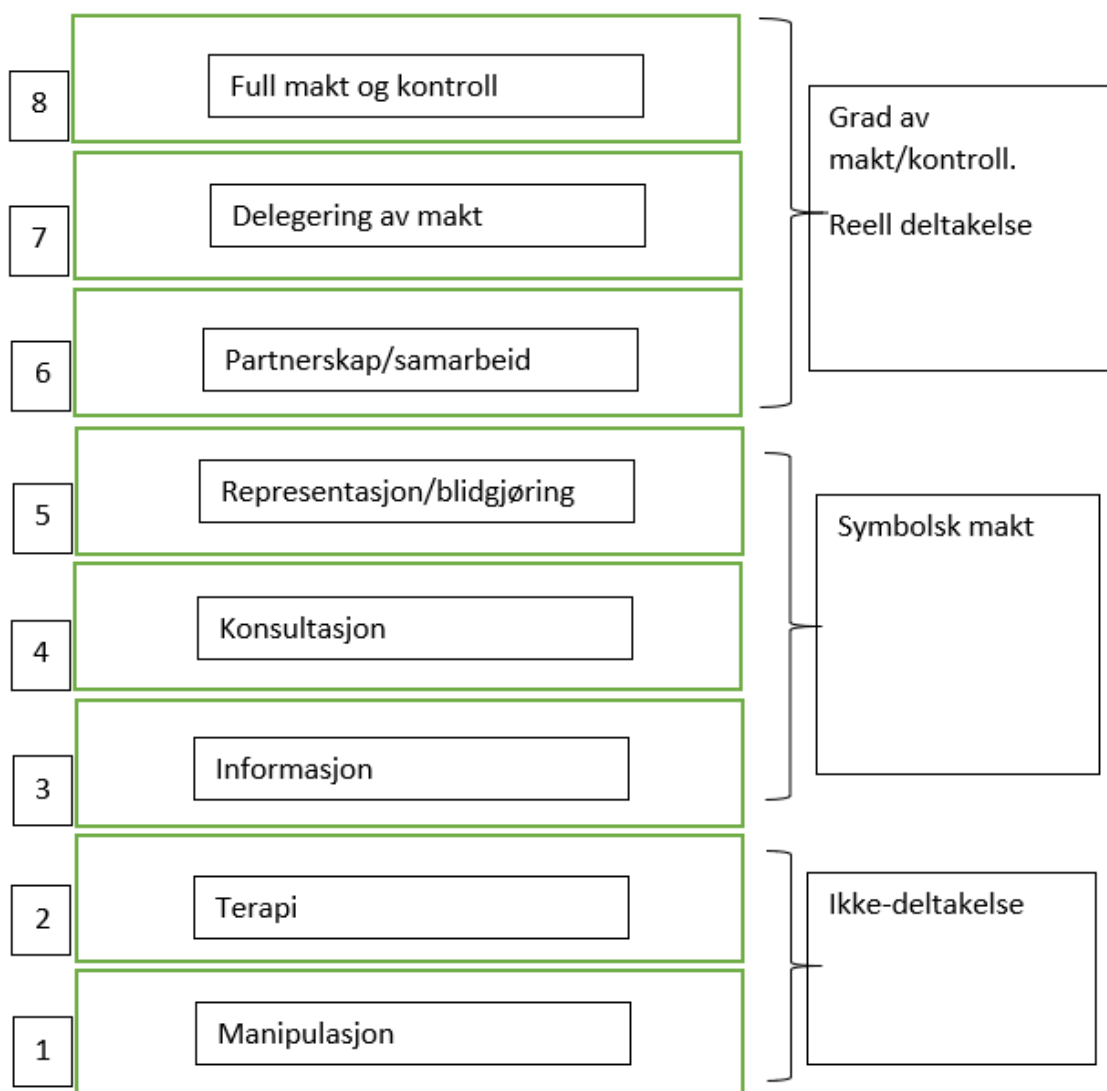 8
Full makt og kontroll
Grad av
makt/kontroll.
Reell deltakelse
7
Delegering av makt
6
Partnerskap/samarbeid
5
Representasjon/blidgjøring
Symbolsk makt
4
Konsultasjon
3
Informasjon
2
Terapi
Ikke-deltakelse
1
Manipulasjon